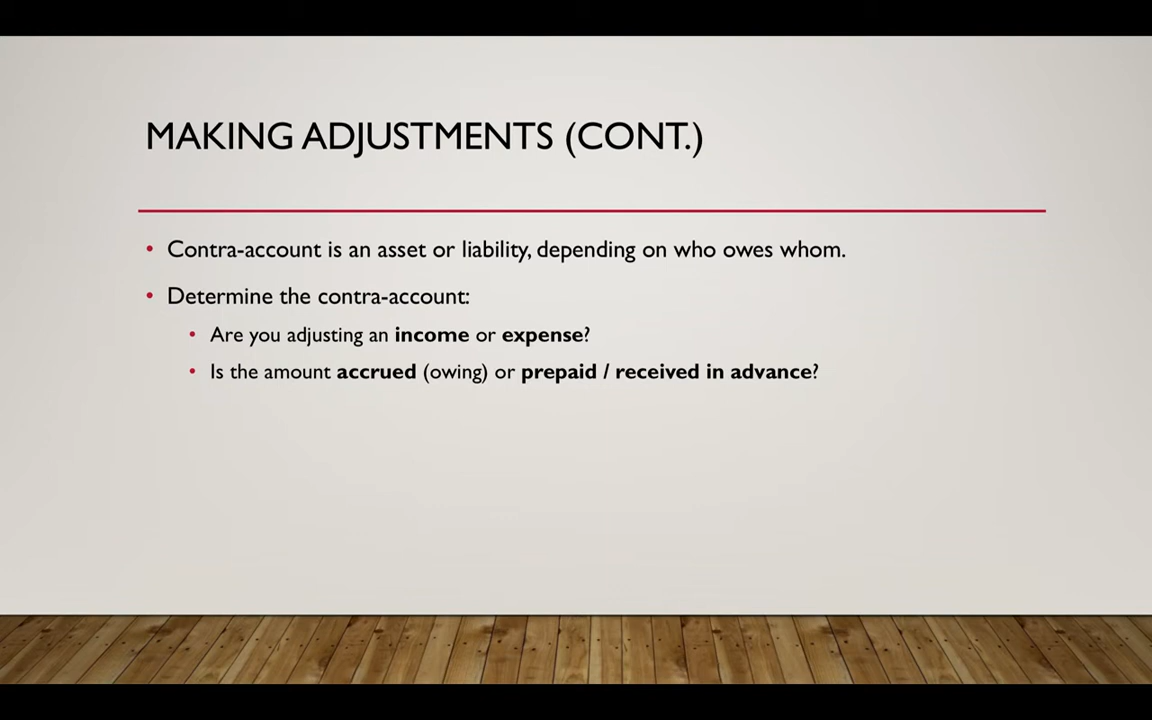 MAKING ADJUSTMENTS (CONT.)
• Contra-account is an asset or liability, depending on who owes whom.
• Determine the contra-account:
• Are you adjusting an income or expense?
• Is the amount accrued (owing) or prepaid / received in advance?